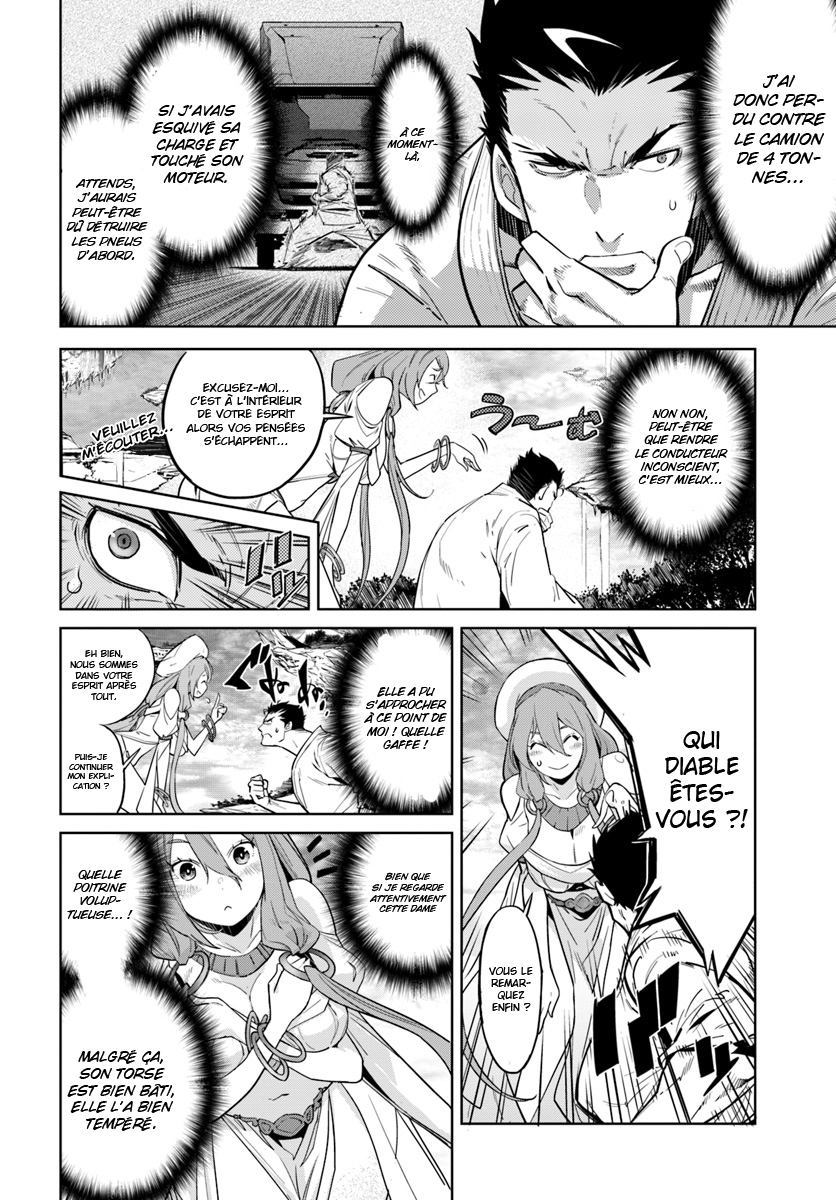 J'AI
DONC PER-
DU CONTRE
LE CAMION
DE 4 TON-
NES...
À CE
MOMENT-
LÀ,
SI J'AVAIS
ESQUIVÉ SA
CHARGE ET
TOUCHÉ SON
MOTEUR.
ATTENDS,
J'AURAIS
PEUT-ÊTRE
DÛ DÉTRUIRE
LES PNEUS
D'ABORD.
NON NON,
PEUT-ÊTRE
QUE RENDRE
LE CONDUCTEUR
INCONSCIENT,
C'EST MIEUX...
う〜む
EXCUSEZ-MOI...
C'EST À L'INTÉRIEUR
DE VOTRE ESPRIT
ALORS VOS PENSÉES
S'ÉCHAPPENT...
VEUILLEZ
M'ÉCOUTER...
QUI
DIABLE
ÊTES-
VOUS ?!
VOUS LE
REMAR-
QUEZ
ENFIN ?
ELLE A PU
S'APPROCHER
À CE POINT DE
MOI ! QUELLE
GAFFE !
EH BIEN,
NOUS SOMMES
DANS VOTRE
ESPRIT APRÈS
TOUT.
PUIS-JE
CONTINUER
MON EXPLI-
CATION ?
BIEN QUE
SI JE REGARDE
ATTENTIVEMENT
CETTE DAME
QUELLE
POITRINE
VOLUP-
TUEUSE... !
MALGRÉ ÇA,
SON TORSE
EST BIEN BÂTI,
ELLE L'A BIEN
TEMPÉRÉ.